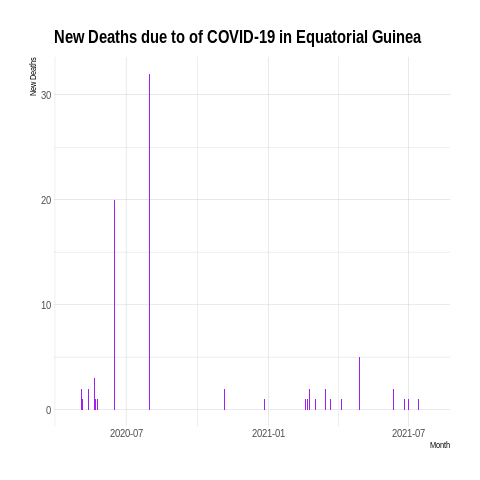 New Deaths due to of COVID-19 in Equatorial Guinea
New Deaths
30
20
10
0
2020-07
2021-01
2021-07
Month